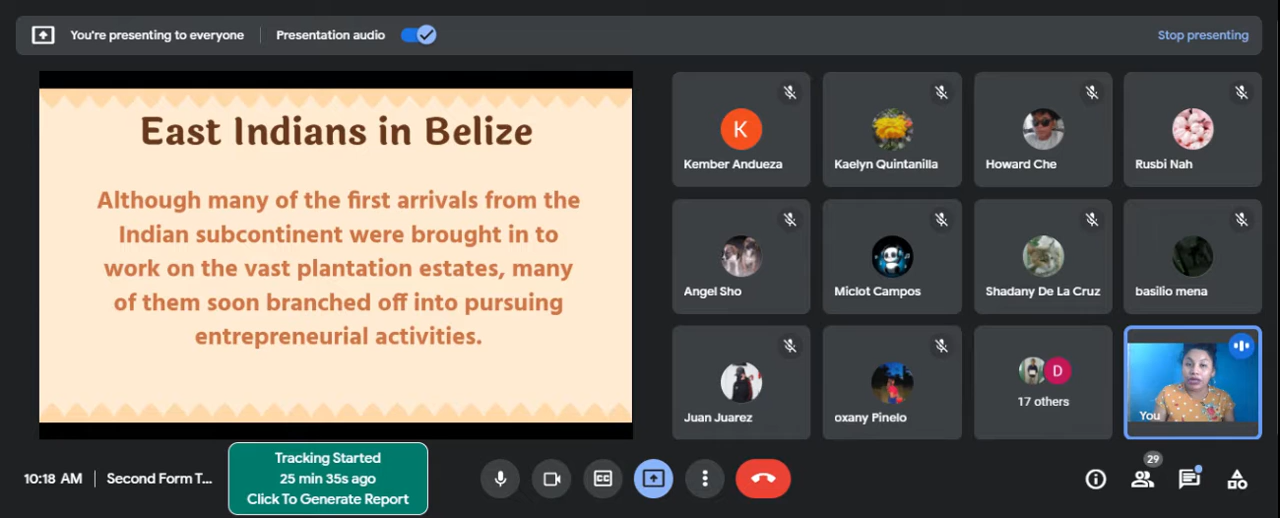 You're presenting to everyone
Presentation audio
Stop presenting
East Indians in Belize
Although many of the first arrivals from the
Indian subcontinent were brought in to
work on the vast plantation estates, many
of them soon branched off into pursuing
entrepreneurial activities.
K
Kember Andueza
Kaelyn Quintanilla
Howard Che
Rusbi Nah
Angel Sho
Miclot Campos
Shadany De La Cruz
basilio mena
Juan Juarez
oxany Pinelo
D
17 others
You
10:18 AM
Second Form T...
Tracking Started
25 min 35s ago
Click To Generate Report
CC
29